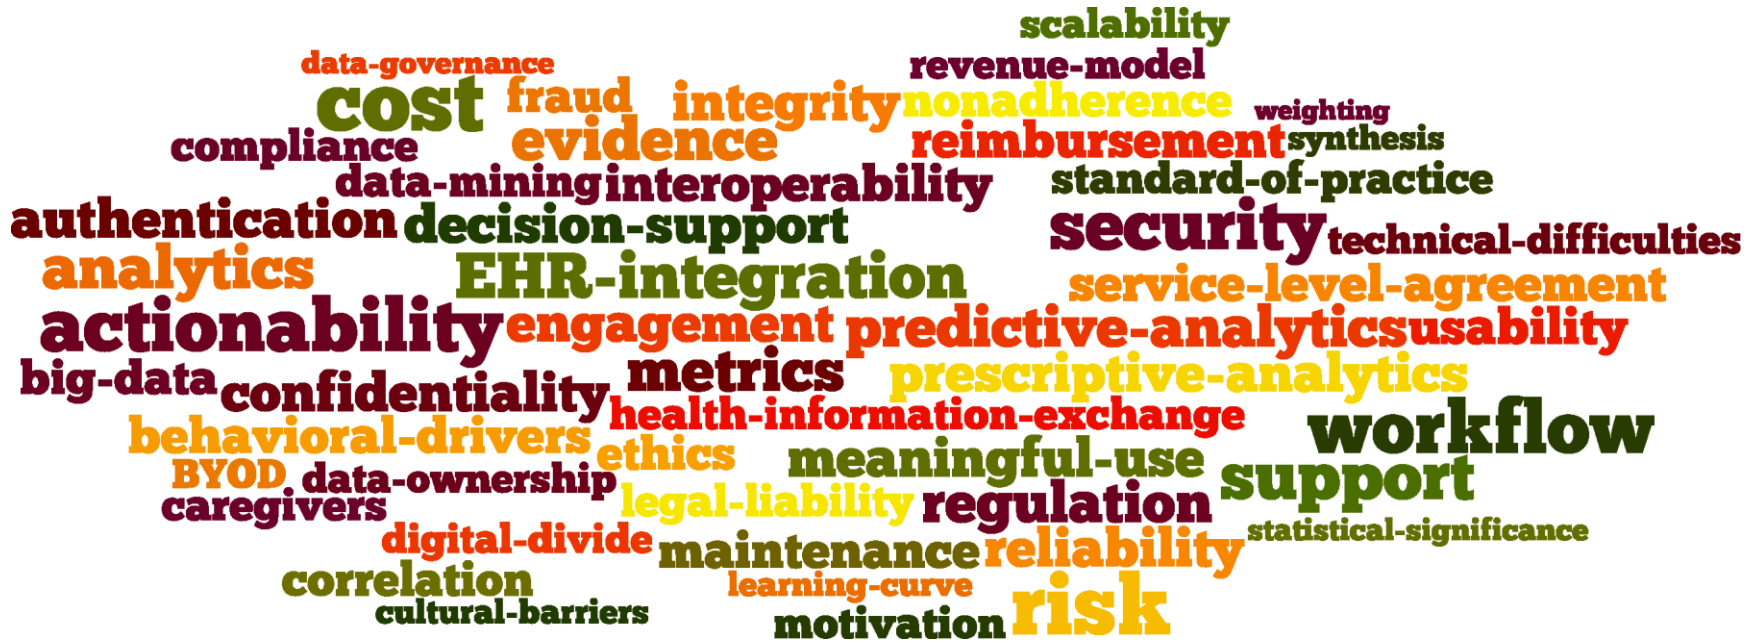 scalability
data-governance
revenue-model
cost
fraud
integrity
nonadherence
weighting
compliance
evidence
reimbursement
synthesis
data-mining
interoperability
standard-of-practice
authentication
decision-support
security
technical-difficulties
analytics
EHR-integration
service-level-agreement
actionability
engagement
predictive-analytics
usability
big-data
confidentiality
metrics
prescriptive-analytics
health-information-exchange
workflow
behavioral-drivers
ethics
meaningful-use
support
BYOD
data-ownership
caregivers
legal-liability
regulation
statistical-significance
digital-divide
maintenance
reliability
correlation
learning-curve
risk
cultural-barriers
motivation